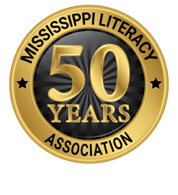 MISSISSIPPI LITERACY
50
YEARS
ASSOCIATION